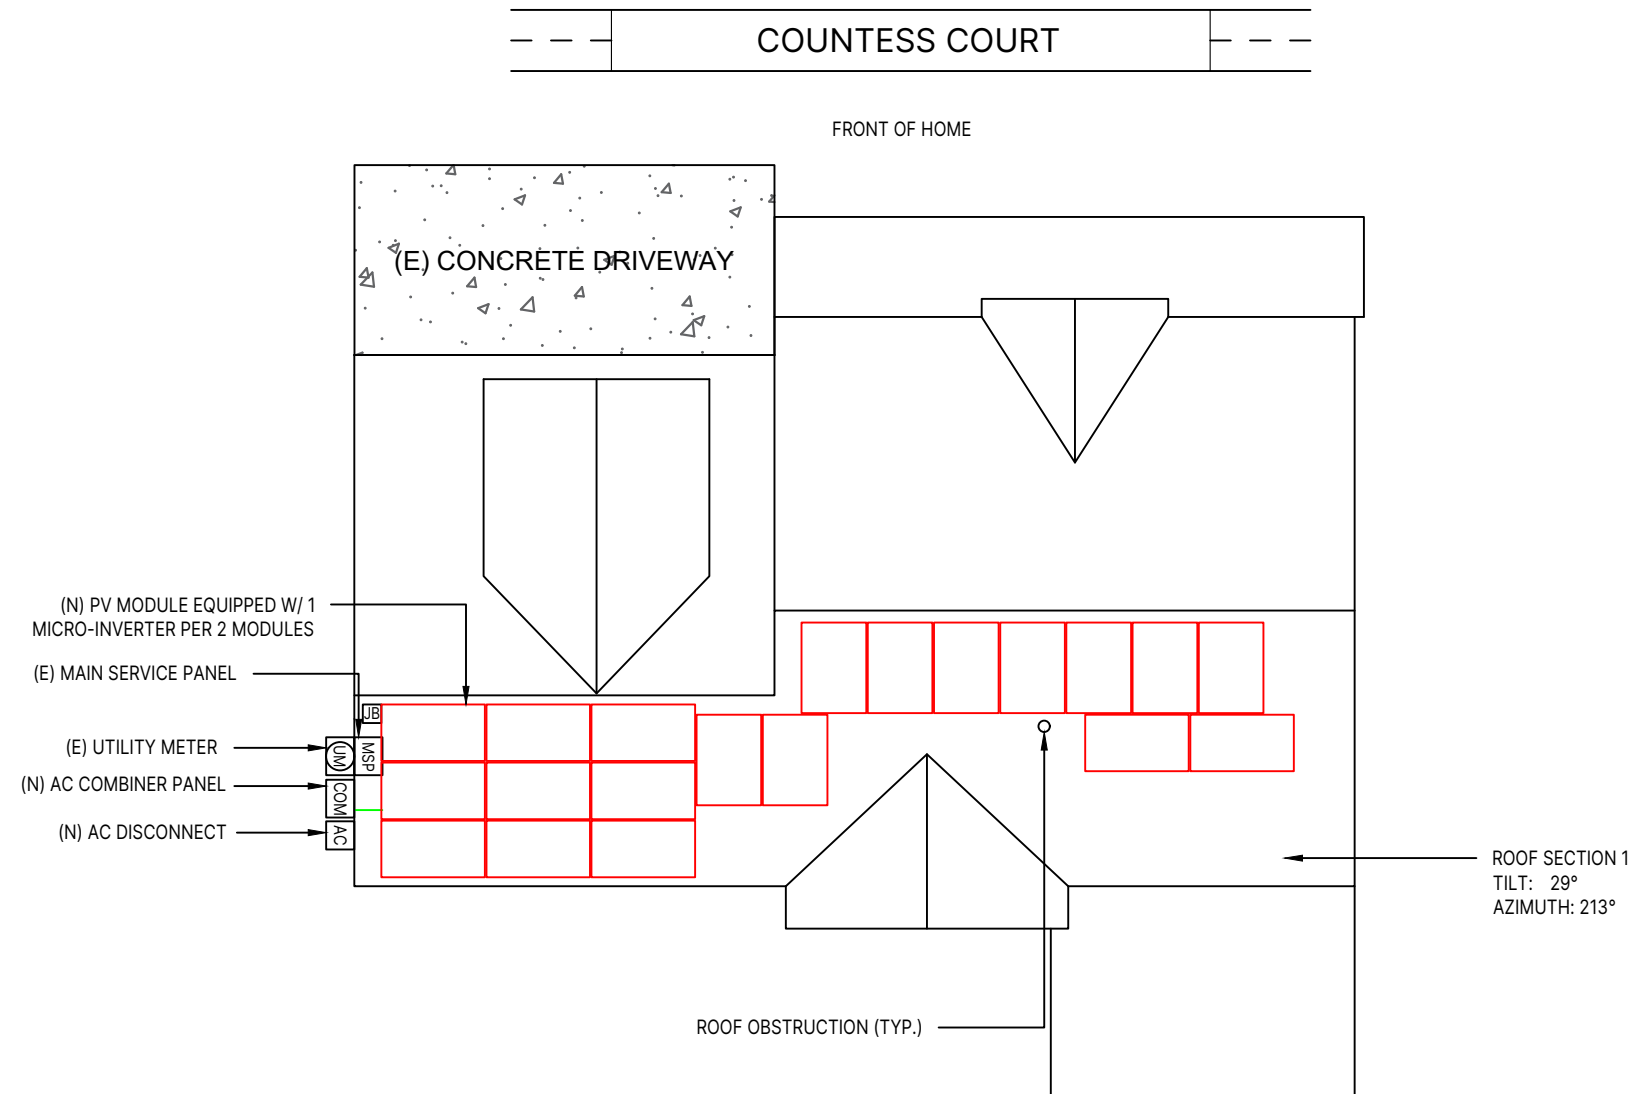 COUNTESS COURT
FRONT OF HOME
(E) CONCRETE DRIVEWAY
(N) PV MODULE EQUIPPED W/ 1
MICRO-INVERTER PER 2 MODULES
(E) MAIN SERVICE PANEL
JB
(E) UTILITY METER
UM
MSP
(N) AC COMBINER PANEL
COM
(N) AC DISCONNECT
AC
ROOF SECTION 1
TILT: 29°
AZIMUTH: 213°
ROOF OBSTRUCTION (TYP.)